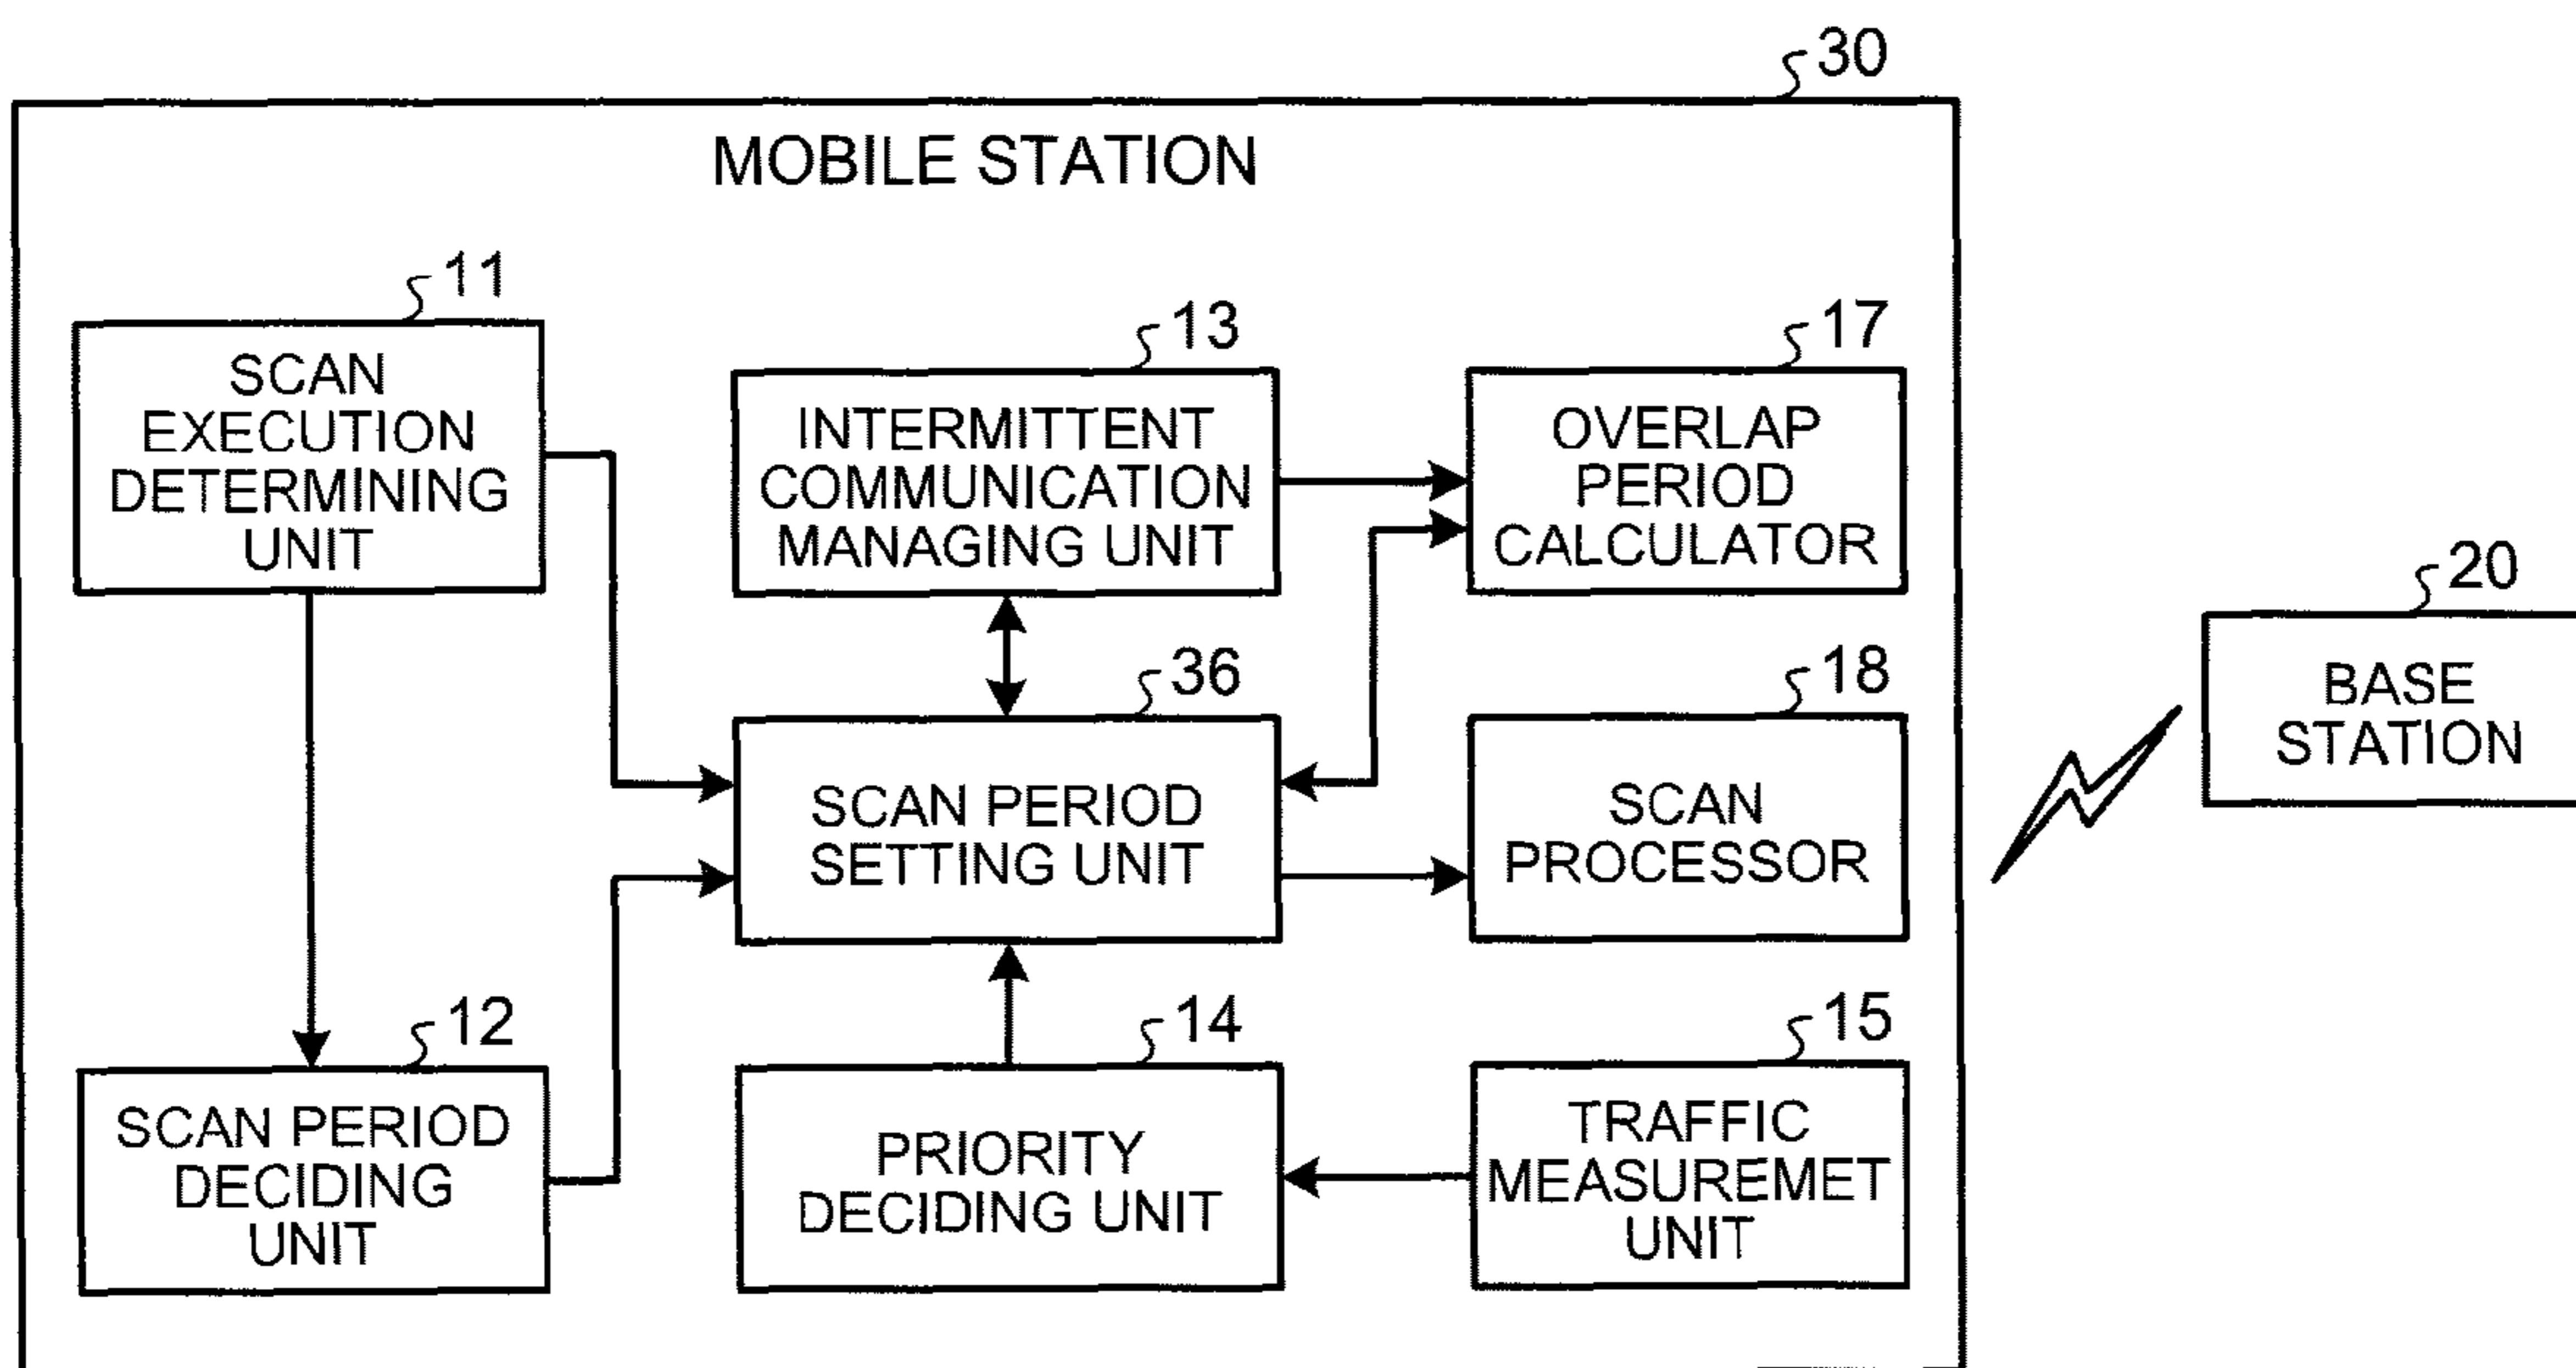 30
MOBILE STATION
11
SCAN
EXECUTION
DETERMINING
UNIT
13
INTERMITTENT
COMMUNICATION
MANAGING UNIT
17
OVERLAP
PERIOD
CALCULATOR
20
BASE
STATION
36
SCAN PERIOD
SETTING UNIT
18
SCAN
PROCESSOR
12
SCAN PERIOD
DECIDING
UNIT
14
PRIORITY
DECIDING UNIT
15
TRAFFIC
MEASUREMET
UNIT